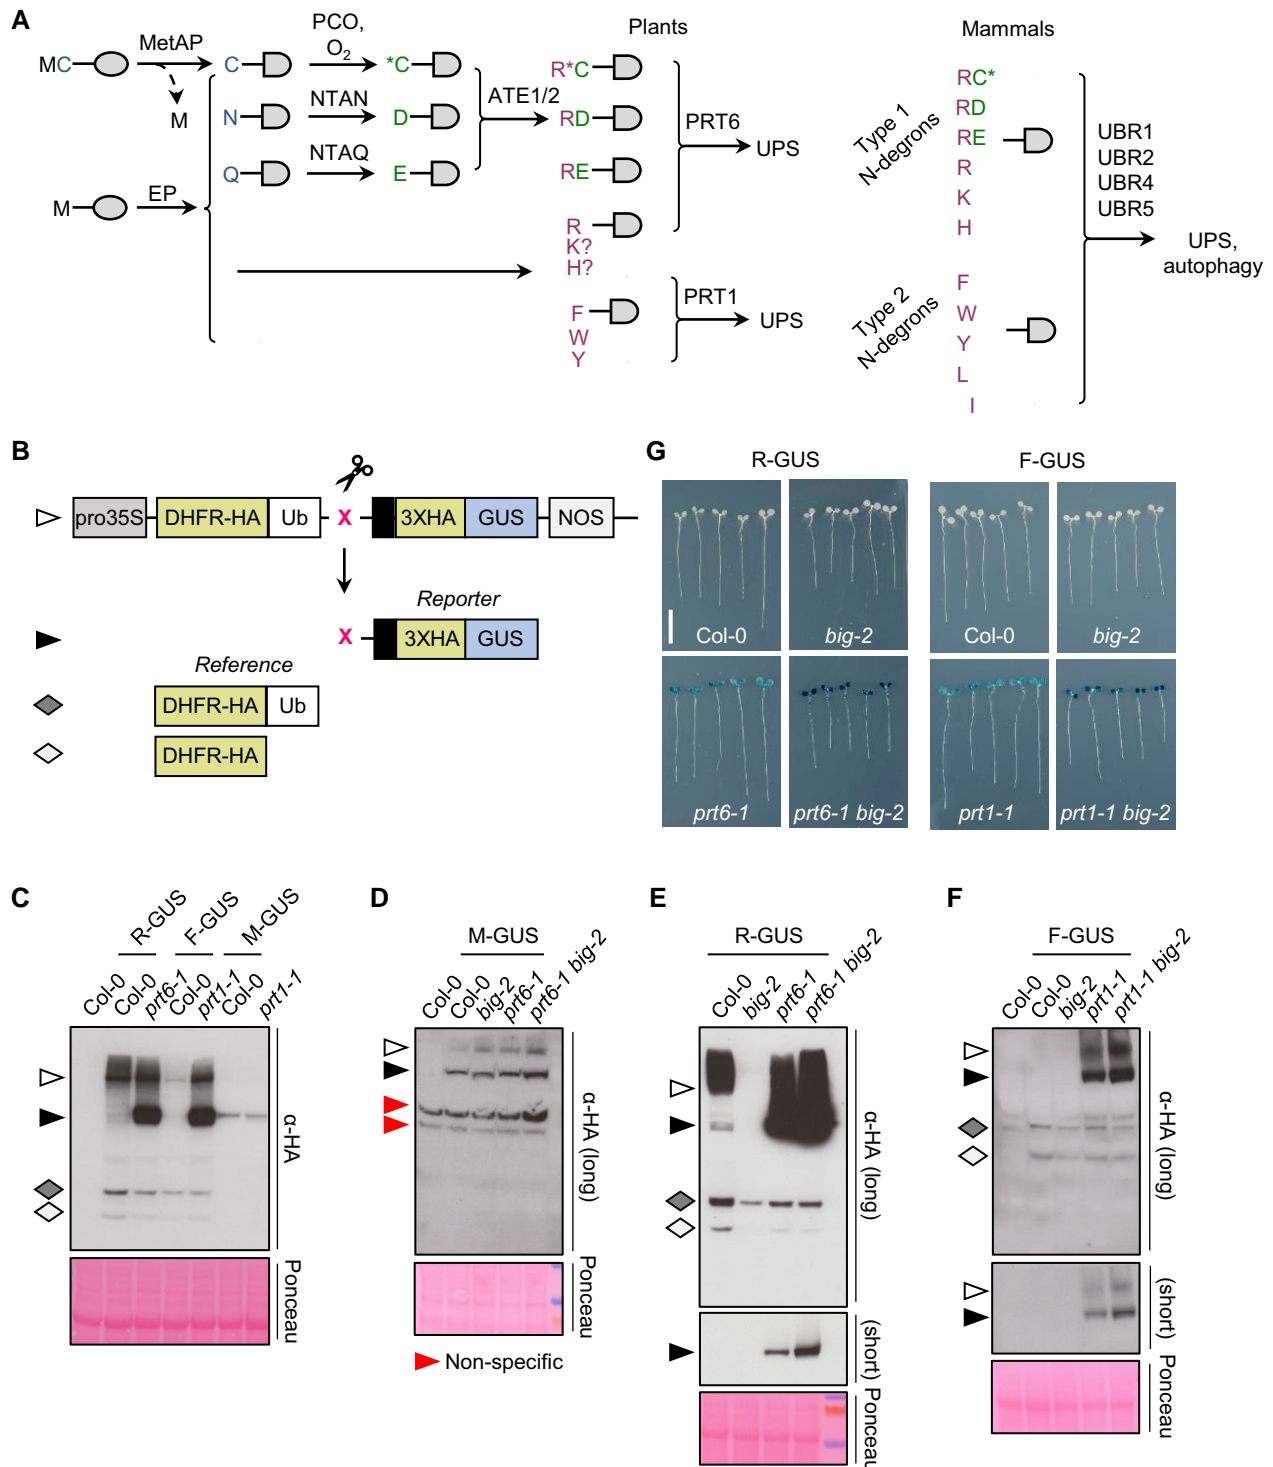 A
MC
MetAP
M
C
PCO,
O2
*C
N
NTAN
D
Q
NTAQ
E
ATE1/2
M
EP
Plants
R*C
RD
RE
R
K?
H?
PRT6
UPS
F
W
Y
PRT1
UPS
Mammals
Type 1
N-degrons
RC*
RD
RE
R
K
H
Type 2
N-degrons
F
W
Y
L
I
UBR1
UBR2
UBR4
UBR5
UPS,
autophagy
B
pro35S
DHFR-HA
Ub
X
3XHA
GUS
NOS
Reporter
X
3XHA
GUS
Reference
DHFR-HA
Ub
DHFR-HA
G
R-GUS
F-GUS
Col-0
big-2
Col-0
big-2
prt6-1
prt6-1 big-2
prt1-1
prt1-1 big-2
C
R-GUS
F-GUS
M-GUS
Col-0
Col-0
prt6-1
Col-0
prt1-1
Col-0
prt1-1
α-HA
Ponceau
D
M-GUS
Col-0
Col-0
big-2
prt6-1
prt6-1 big-2
α-HA (long)
Ponceau
Non-specific
E
R-GUS
Col-0
big-2
prt6-1
prt6-1 big-2
α-HA (long)
(short)
Ponceau
F
F-GUS
Col-0
Col-0
big-2
prt1-1
prt1-1 big-2
α-HA (long)
(short)
Ponceau